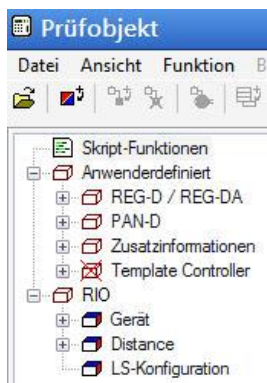 Prüfobjekt
Datei Ansicht Funktion
Skript-Funktionen
Anwenderdefiniert
REG-D / REG-DA
PAN-D
Zusatzinformationen
Template Controller
RIO
Gerät
Distance
LS-Konfiguration